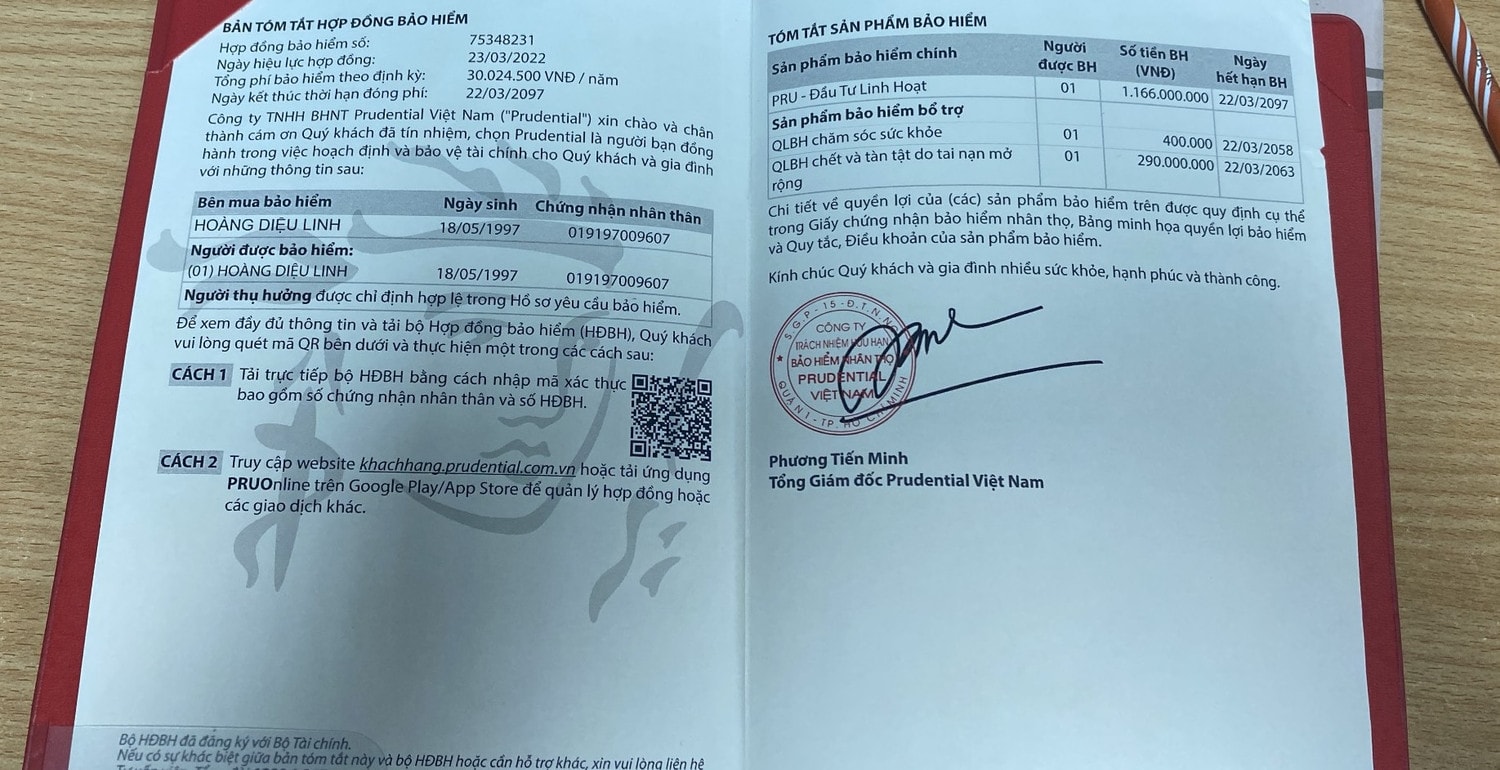 BẢN TÓM TẮT HỢP ĐỒNG BẢO HIỂM
Hợp đồng bảo hiểm số: 75348231
Ngày hiệu lực hợp đồng: 23/03/2022
Tổng phí bảo hiểm theo định kỳ: 30.024.500 VNĐ / năm
Ngày kết thúc thời hạn đóng phí: 22/03/2097
Công ty TNHH BHNT Prudential Việt Nam ("Prudential") xin chào và chân
thành cám ơn Quý khách đã tín nhiệm, chọn Prudential là người bạn đồng
hành trong việc hoạch định và bảo vệ tài chính cho Quý khách và gia đình
với những thông tin sau:
Bên mua bảo hiểm Ngày sinh Chứng nhận nhân thân
HOÀNG DIỆU LINH 18/05/1997 019197009607
Người được bảo hiểm:
(01) HOÀNG DIỆU LINH 18/05/1997 019197009607
Người thụ hưởng được chỉ định hợp lệ trong Hồ sơ yêu cầu bảo hiểm.
Để xem đầy đủ thông tin và tải bộ Hợp đồng bảo hiểm (HĐBH), Quý khách
vui lòng quét mã QR bên dưới và thực hiện một trong các cách sau:
CÁCH 1 Tải trực tiếp bộ HĐBH bằng cách nhập mã xác thực
bao gồm số chứng nhận nhân thân và số HĐBH.
CÁCH 2 Truy cập website khachhang.prudential.com.vn hoặc tải ứng dụng
PRUOnline trên Google Play/App Store để quản lý hợp đồng hoặc
các giao dịch khác.
Bộ HĐBH đã đăng ký với Bộ Tài chính.
Nếu có sự khác biệt giữa bản tóm tắt này và bộ HĐBH hoặc cần hỗ trợ khác, xin vui lòng liên hệ
TÓM TẮT SẢN PHẨM BẢO HIỂM
Sản phẩm bảo hiểm chính Người được BH Số tiền BH (VNĐ) Ngày hết hạn BH
PRU - Đầu Tư Linh Hoạt 01 1.166.000.000 22/03/2097
Sản phẩm bảo hiểm bổ trợ
QLBH chăm sóc sức khỏe 01 400.000 22/03/2058
QLBH chết và tàn tật do tai nạn mở 01 290.000.000 22/03/2063
rộng
Chi tiết về quyền lợi của (các) sản phẩm bảo hiểm trên được quy định cụ thể
trong Giấy chứng nhận bảo hiểm nhân thọ, Bảng minh họa quyền lợi bảo hiểm
và Quy tắc, Điều khoản của sản phẩm bảo hiểm.
Kính chúc Quý khách và gia đình nhiều sức khỏe, hạnh phúc và thành công.
S.G.P-15-Đ.T.N.N
CÔNG TY
TRÁCH NHIỆM HỮU HẠN
BẢO HIỂM NHÂN THỌ
PRUDENTIAL
VIỆT NAM
QUẬN 1-TP. HỒ CHÍ MINH
Phương Tiến Minh
Tổng Giám đốc Prudential Việt Nam